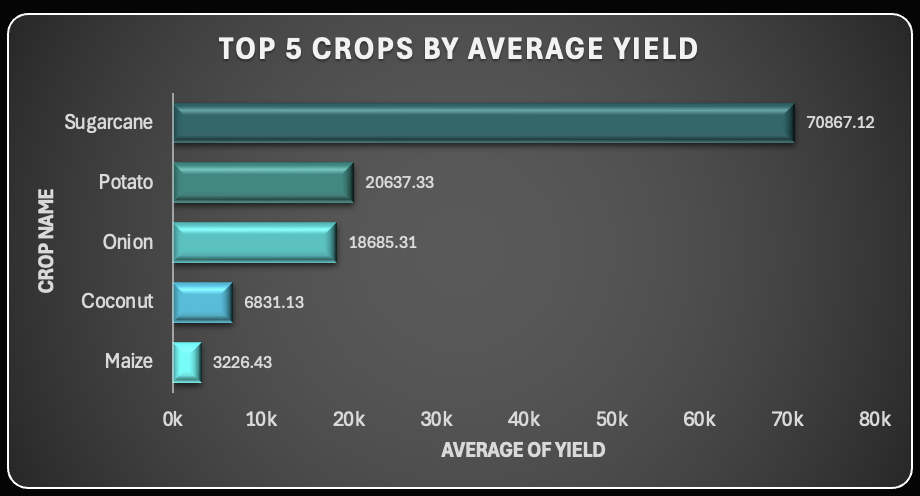 TOP 5 CROPS BY AVERAGE YIELD
CROP NAME
Sugarcane 70867.12
Potato 20637.33
Onion 18685.31
Coconut 6831.13
Maize 3226.43
0k 10k 20k 30k 40k 50k 60k 70k 80k
AVERAGE OF YIELD